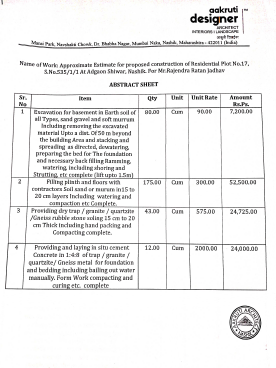 aakruti
designer
ARCHITECT
INTERIORS | LANDSCAPE
Manoj Park, Navshakti Chowk, Dr. Bhabha Nagar, Mumbai Naka, Nashik, Maharashtra - 422011 (India)
Name of Work: Approximate Estimate for proposed construction of Residential Plot No.17,
S.No.535/1/1 At Adgaon Shiwar, Nashik. For Mr.Rajendra Ratan Jadhav
ABSTRACT SHEET
Sr. No Item Qty Unit Unit Rate Amount Rs.Ps.
1 Excavation for basement in Earth soil of 80.00 Cum 90.00 7,200.00
all Types, sand gravel and soft murrum
Including removing the excavated
material Upto a dist. Of 50 m beyond
the building Area and stacking and
spreading as directed, dewatering,
preparing the bed for The foundation
and necessary back filling Ramming,
watering, including shoring and
Strutting, etc complete (lift upto 1.5m)
2 Filling plinth and floors with 175.00 Cum 300.00 52,500.00
contractors Soil sand or murum in15 to
20 cm layers Including watering and
compaction etc Complete.
3 Providing dry trap / granite / quartzite 43.00 Cum 575.00 24,725.00
/Gneiss rubble stone soling 15 cm to 20
cm Thick including hand packing and
Compacting complete.
4 Providing and laying in situ cement 12.00 Cum 2000.00 24,000.00
Concrete in 1:4:8 of trap / granite /
quartzite/ Gneiss metal for foundation
and bedding including bailing out water
manually. Form Work compacting and
curing etc. complete